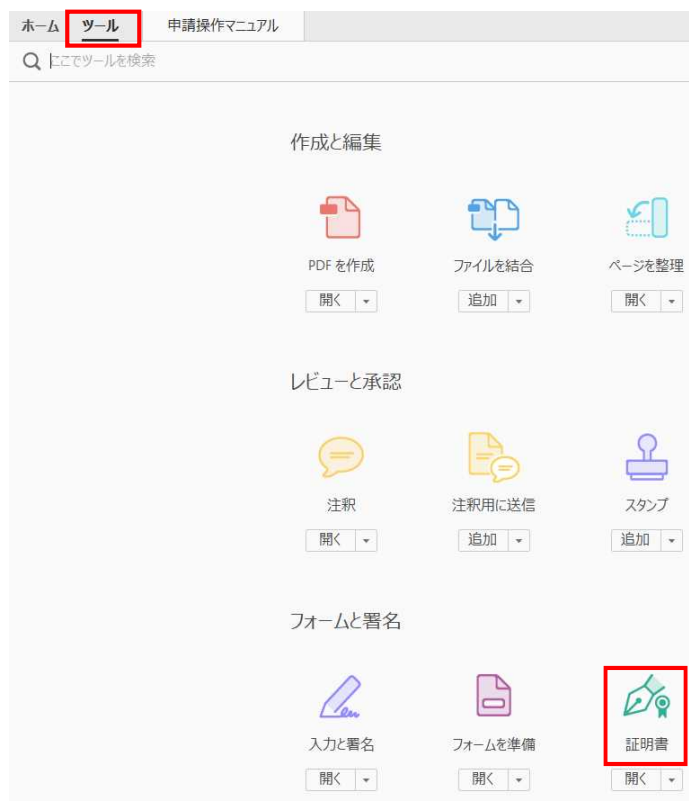 ホーム ツール 申請操作マニュアル
ここでツールを検索
作成と編集
PDF を作成 ファイルを結合 ページを整理
開く 追加 開く
レビューと承認
注釈 注釈用に送信 スタンプ
開く 追加 追加
フォームと署名
入力と署名 フォームを準備 証明書
開く 開く 開く